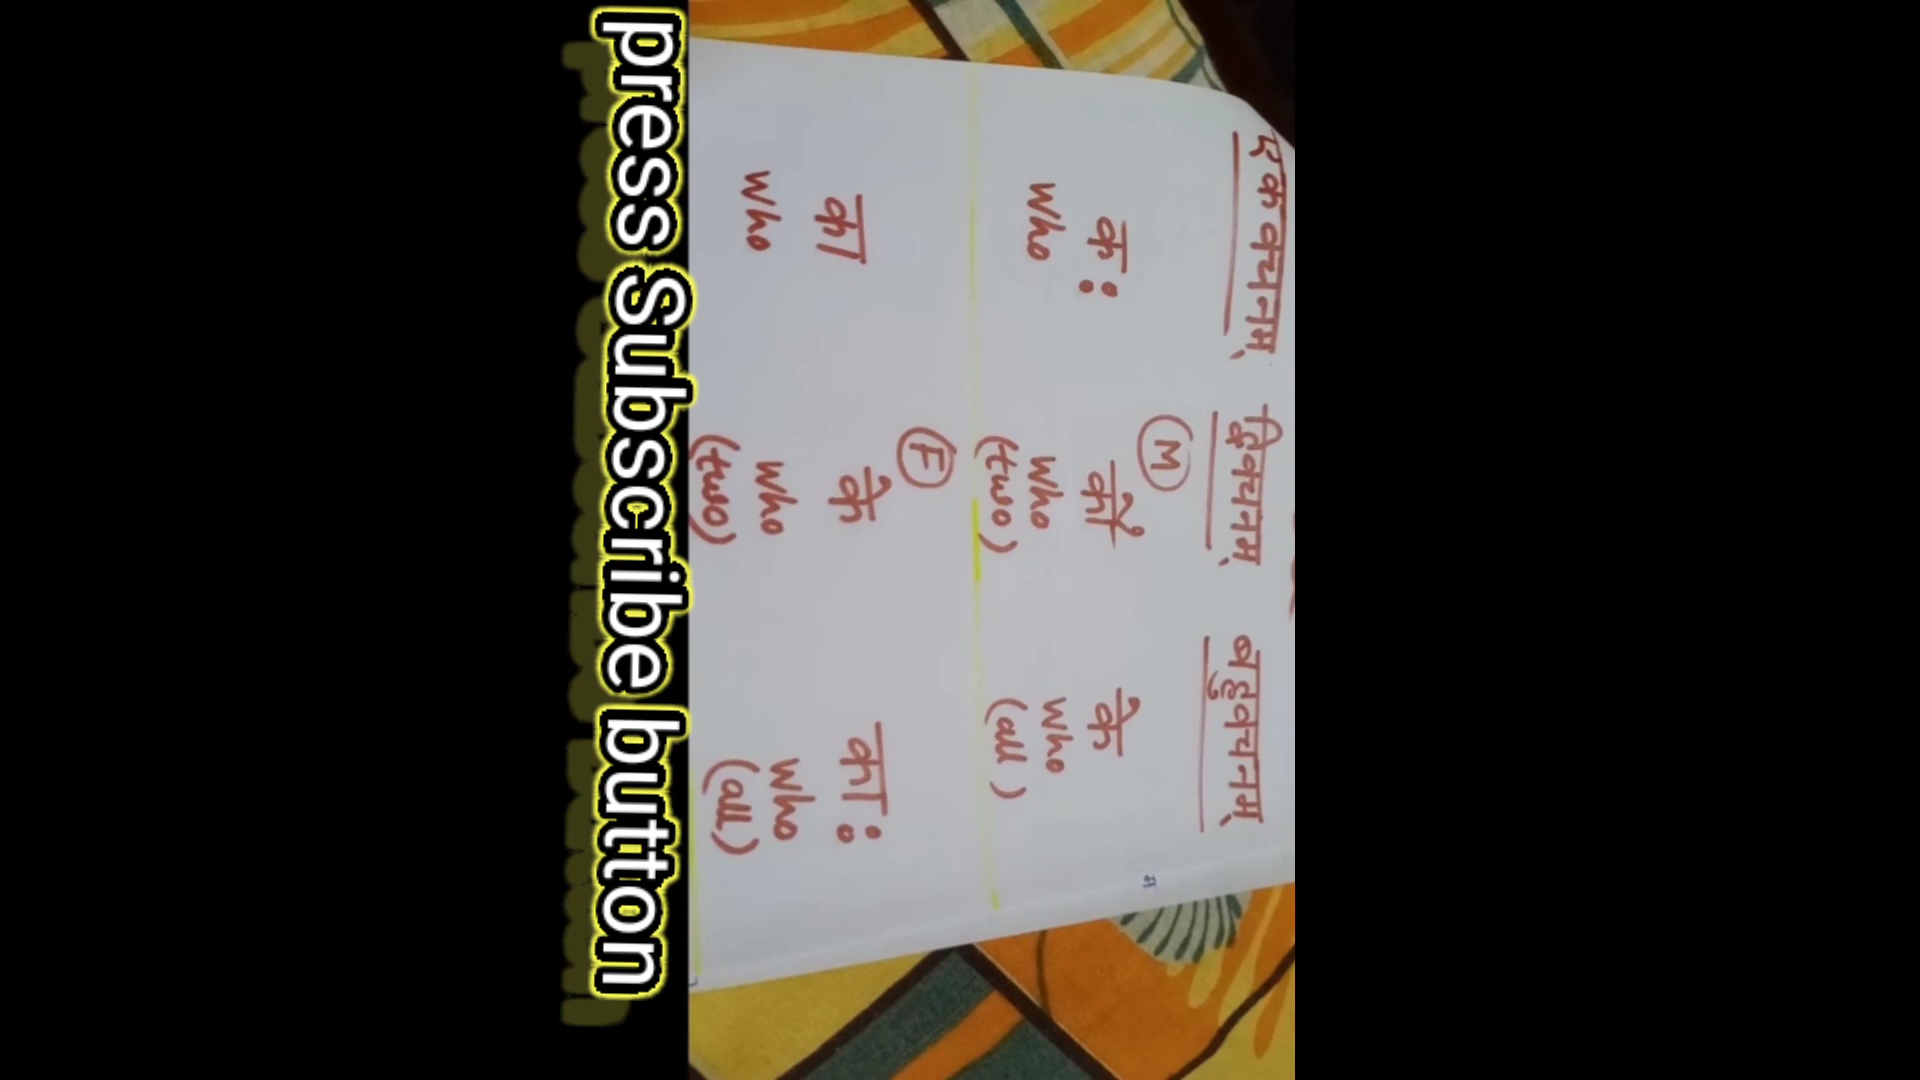 एकवचनम् द्विवचनम् बहुवचनम्
M
कः कौ के
who who who
(two) (all)
F
का के काः
who who who
(two) (all)
press Subscribe button